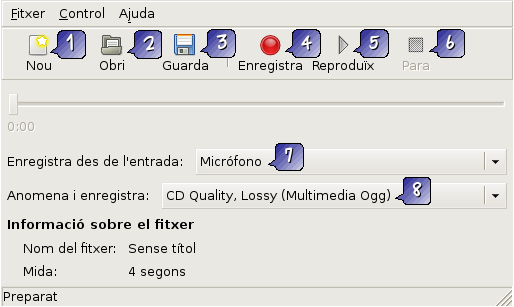 Fitxer Control Ajuda
1 2 3 4 5 6
Nou Obri Guarda Enregistra Reproduïx Para
0:00
Enregistra des de l'entrada: Micrófono 7
Anomena i enregistra: CD Quality, Lossy (Multimedia Ogg) 8
Informació sobre el fitxer
Nom del fitxer: Sense títol
Mida: 4 segons
Preparat